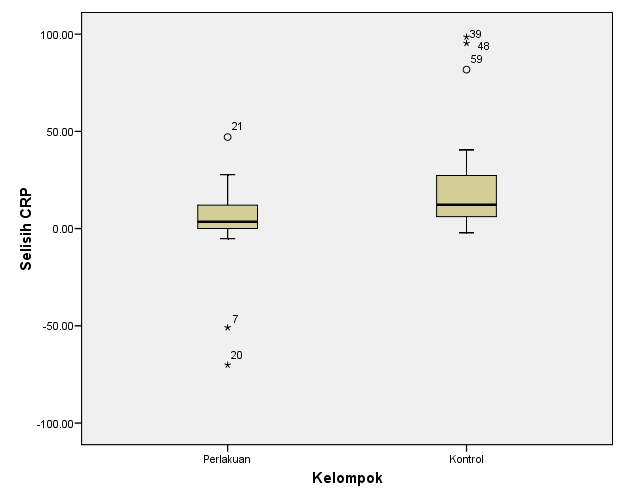 100.00
50.00
0.00
-50.00
-100.00
Selisih CRP
21
7
20
39
48
59
Perlakuan
Kontrol
Kelompok